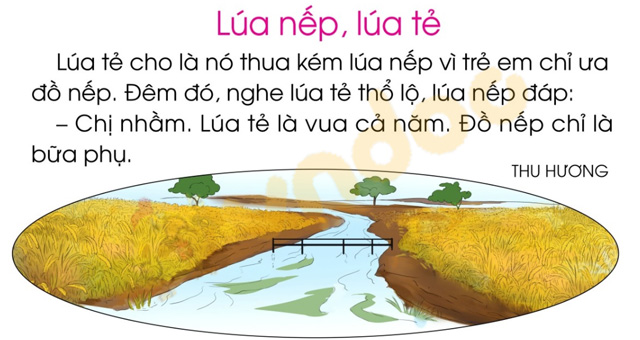 Lúa nếp, lúa tẻ
Lúa tẻ cho là nó thua kém lúa nếp vì trẻ em chỉ ưa
đồ nếp. Đêm đó, nghe lúa tẻ thổ lộ, lúa nếp đáp:
– Chị nhầm. Lúa tẻ là vua cả năm. Đồ nếp chỉ là
bữa phụ.
THU HƯƠNG